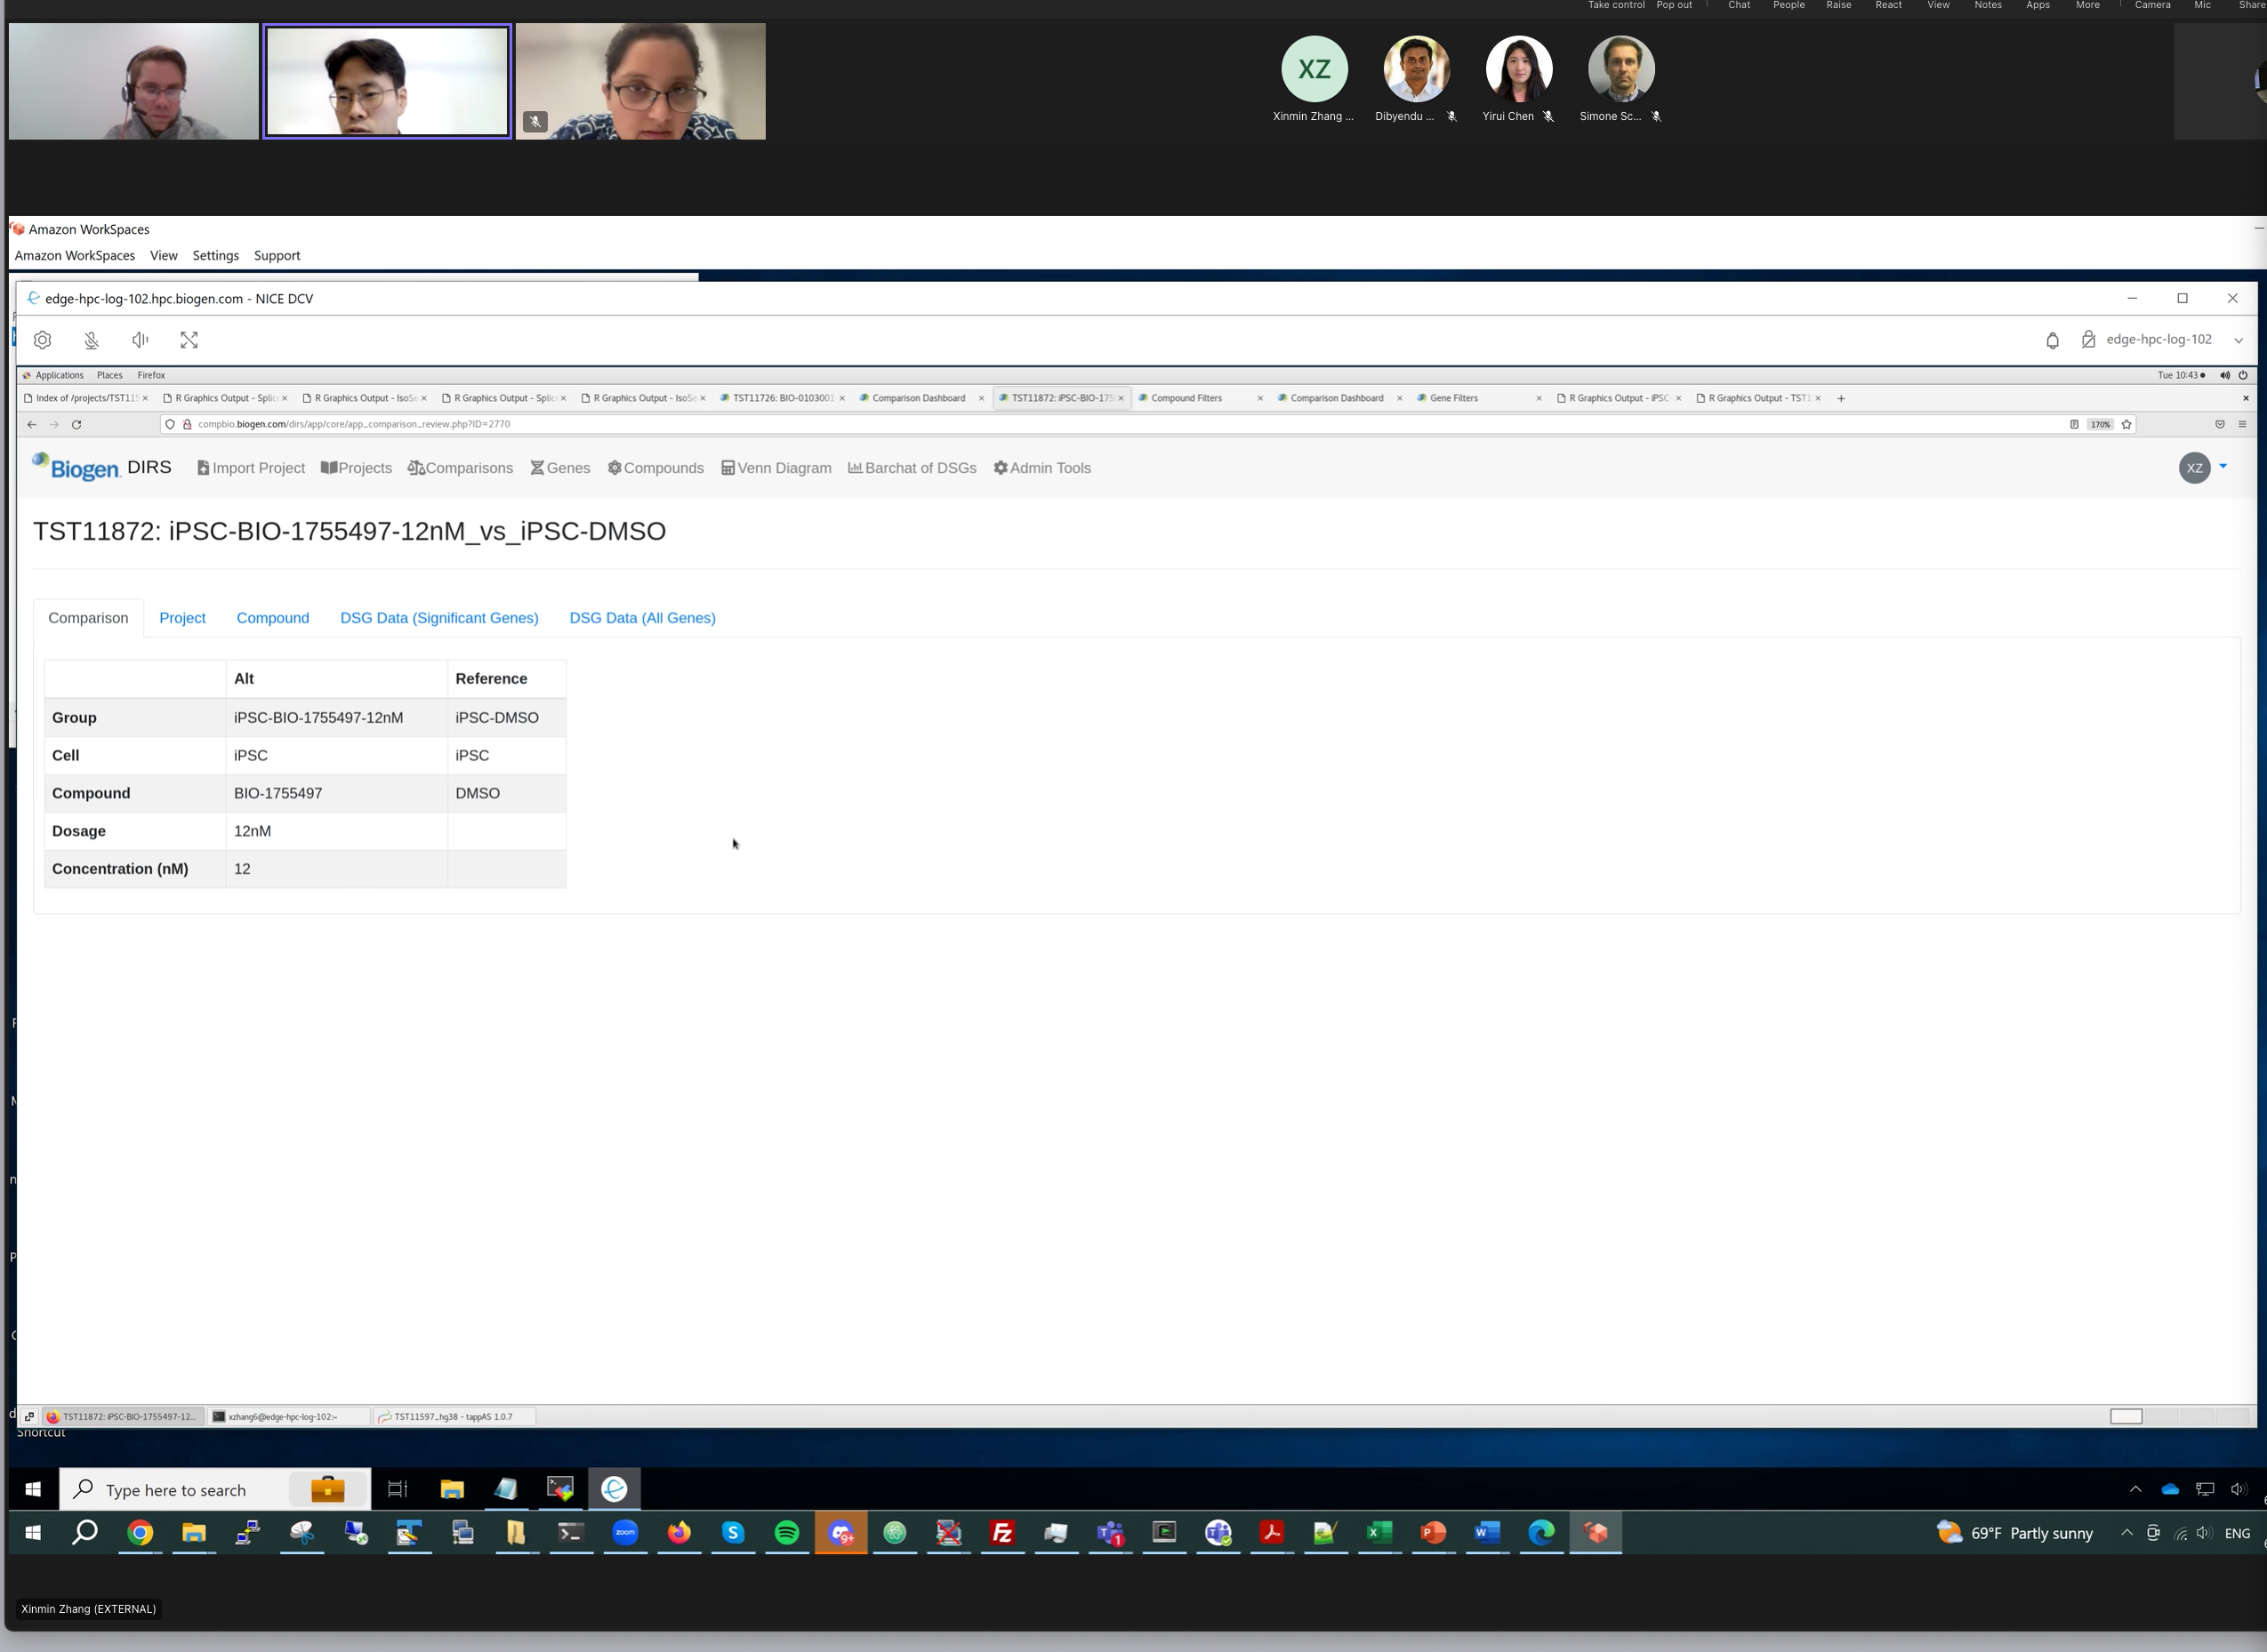 Take control Pop out Chat People Raise React View Notes Apps More Camera Mic Share
XZ
Xinmin Zhang ... Dibyendu ... Yirui Chen Simone Sc...
Amazon WorkSpaces
Amazon WorkSpaces View Settings Support
edge-hpc-log-102.hpc.biogen.com - NICE DCV
edge-hpc-log-102
Applications Places Firefox Tue 10:43
Index of /projects/TST115 R Graphics Output - Splice R Graphics Output - IsoSe R Graphics Output - Splice R Graphics Output - IsoSe TST11726: BIO-0103001- Comparison Dashboard TST11872: iPSC-BIO-175 Compound Filters Comparison Dashboard Gene Filters R Graphics Output - iPSC- R Graphics Output - TST1
compbio.biogen.com/dirs/app/core/app_comparison_review.php?ID=2770 170%
Biogen. DIRS Import Project Projects Comparisons Genes Compounds Venn Diagram Barchat of DSGs Admin Tools XZ
TST11872: iPSC-BIO-1755497-12nM_vs_iPSC-DMSO
Comparison Project Compound DSG Data (Significant Genes) DSG Data (All Genes)
Alt Reference
Group iPSC-BIO-1755497-12nM iPSC-DMSO
Cell iPSC iPSC
Compound BIO-1755497 DMSO
Dosage 12nM
Concentration (nM) 12
TST11872: iPSC-BIO-1755497-12... xzhang6@edge-hpc-log-102:~ TST11597_hg38 - tappAS 1.0.7
Shortcut
Type here to search
zoom 9+ 1 69°F Partly sunny ENG
Xinmin Zhang (EXTERNAL)